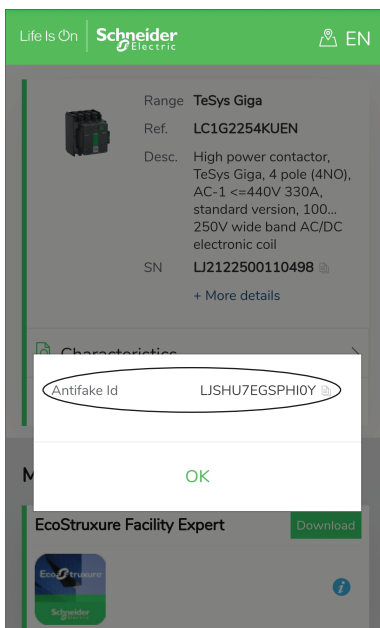 Life Is On Schneider Electric EN
Range TeSys Giga
Ref. LC1G2254KUEN
Desc. High power contactor,
TeSys Giga, 4 pole (4NO),
AC-1 <=440V 330A,
standard version, 100...
250V wide band AC/DC
electronic coil
SN LJ2122500110498
+ More details
Characteristics
Antifake Id LJSHU7EGSPHI0Y
OK
M
EcoStruxure Facility Expert Download
EcoStruxure
Schneider
Electric